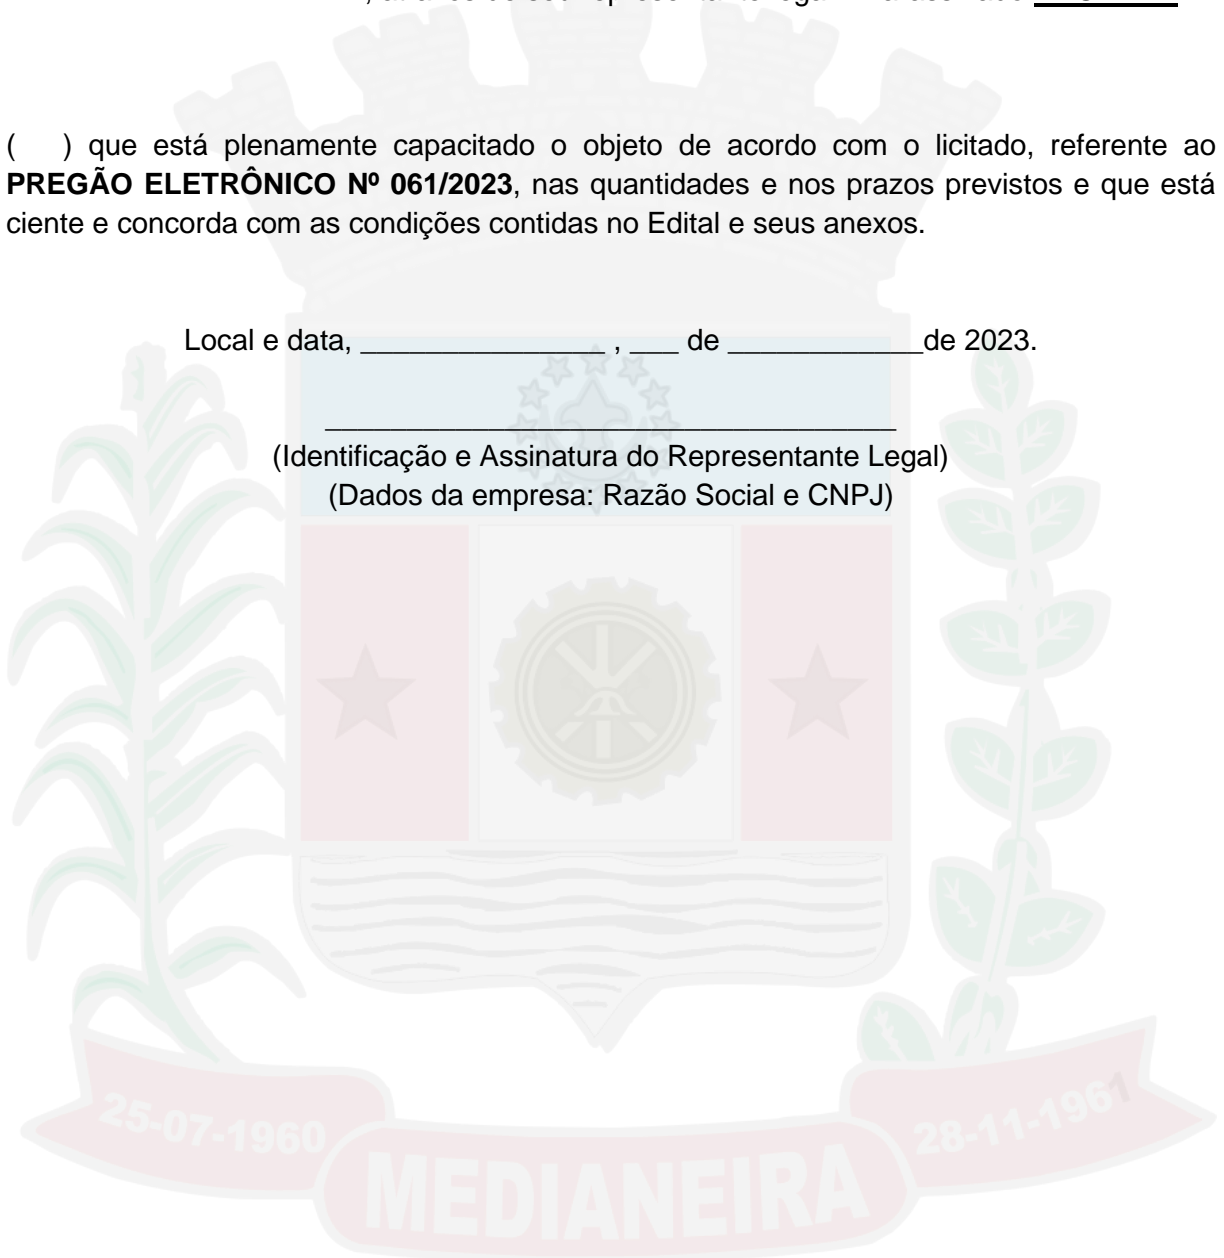 ( ) que está plenamente capacitado o objeto de acordo com o licitado, referente ao
PREGÃO ELETRÔNICO Nº 061/2023, nas quantidades e nos prazos previstos e que está
ciente e concorda com as condições contidas no Edital e seus anexos.
Local e data, _______________ , ___ de ____________de 2023.
___________________________________
(Identificação e Assinatura do Representante Legal)
(Dados da empresa: Razão Social e CNPJ)
25-07-1960
28-11-1961
MEDIANEIRA